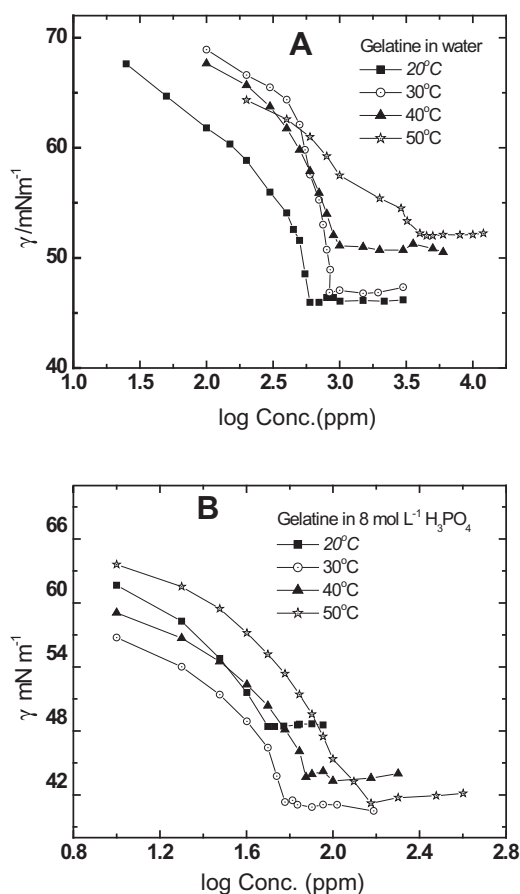 A
Gelatine in water
20°C
30°C
40°C
50°C
70
60
50
40
γ/mNm⁻¹
1.0 1.5 2.0 2.5 3.0 3.5 4.0
log Conc.(ppm)
B
Gelatine in 8 mol L⁻¹ H₃PO₄
20°C
30°C
40°C
50°C
66
60
54
48
42
γ mN m⁻¹
0.8 1.2 1.6 2.0 2.4 2.8
log Conc. (ppm)